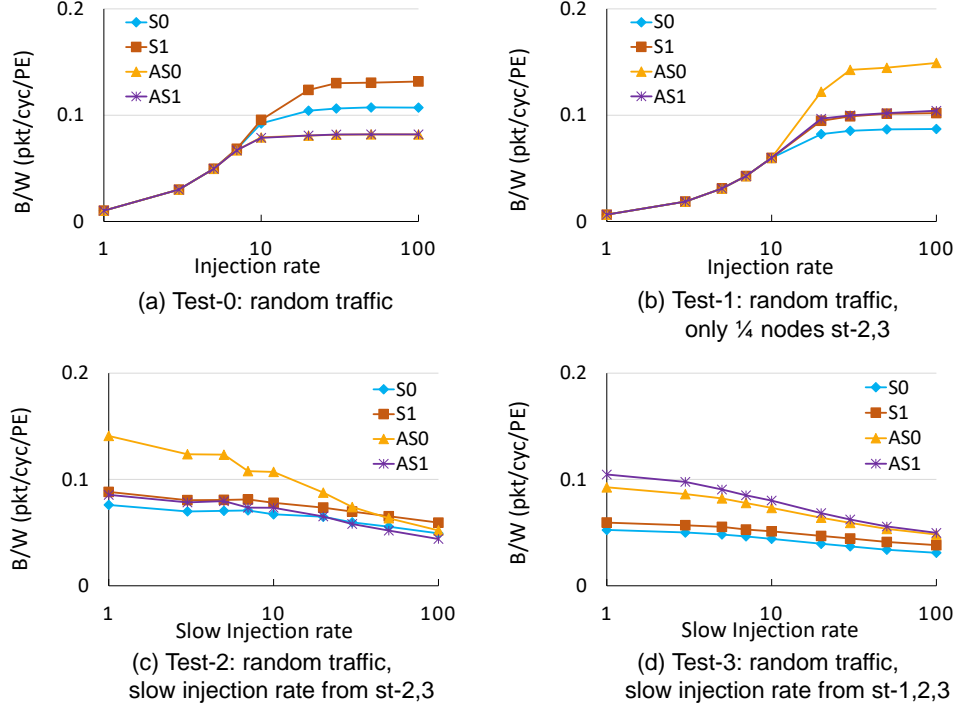 0.2
0.1
0
B/W (pkt/cyc/PE)
S0
S1
AS0
AS1
1
10
100
Injection rate
(a) Test-0: random traffic
0.2
0.1
0
B/W (pkt/cyc/PE)
S0
S1
AS0
AS1
1
10
100
Injection rate
(b) Test-1: random traffic,
only ¼ nodes st-2,3
0.2
0.1
0
B/W (pkt/cyc/PE)
S0
S1
AS0
AS1
1
10
100
Slow Injection rate
(c) Test-2: random traffic,
slow injection rate from st-2,3
0.2
0.1
0
B/W (pkt/cyc/PE)
S0
S1
AS0
AS1
1
10
100
Slow Injection rate
(d) Test-3: random traffic,
slow injection rate from st-1,2,3